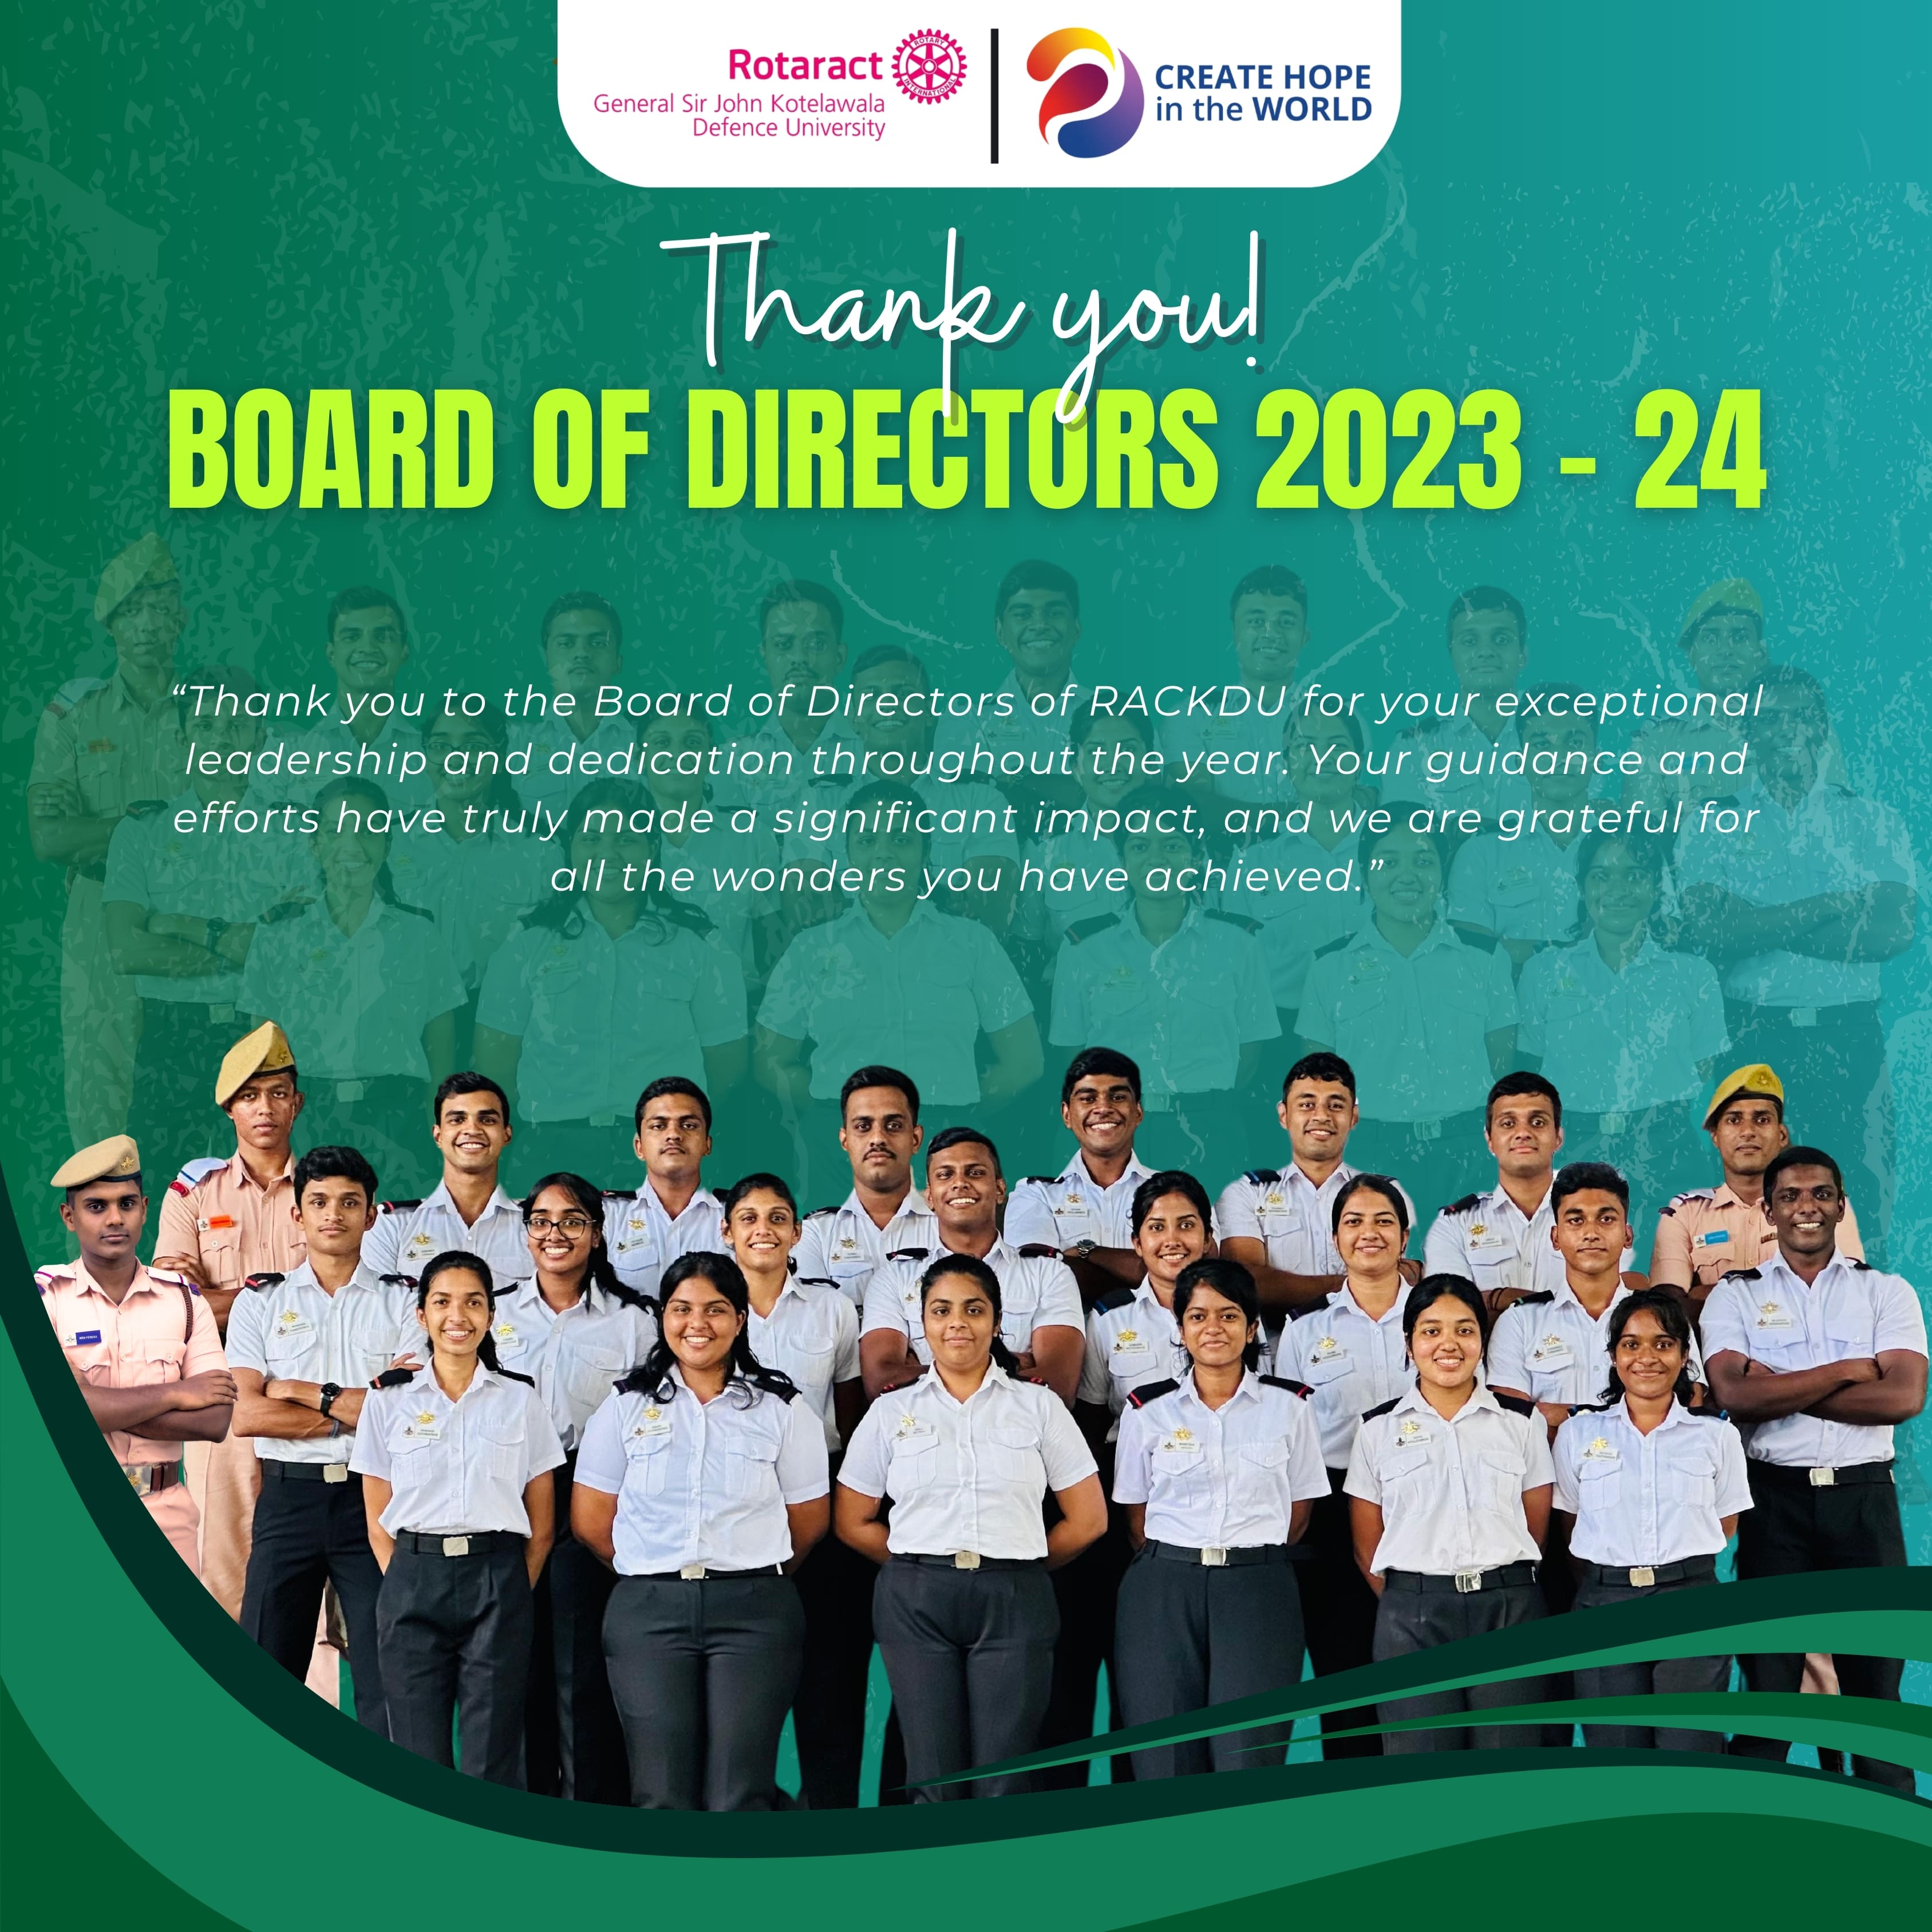 Rotaract
General Sir John Kotelawala
Defence University
ROTARY
INTERNATIONAL
CREATE HOPE
in the WORLD
Thank you!
BOARD OF DIRECTORS 2023 - 24
“Thank you to the Board of Directors of RACKDU for your exceptional
leadership and dedication throughout the year. Your guidance and
efforts have truly made a significant impact, and we are grateful for
all the wonders you have achieved.”